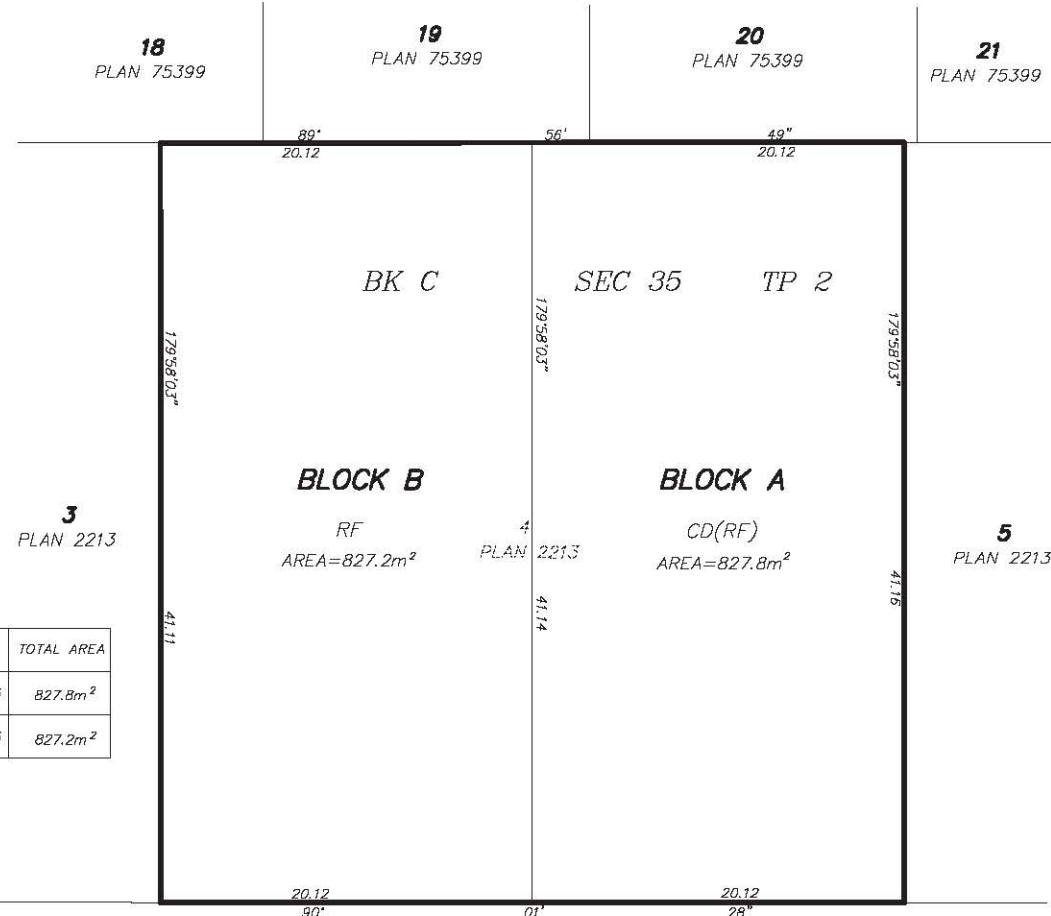 18
PLAN 75399
19
PLAN 75399
20
PLAN 75399
21
PLAN 75399
89° 56' 49"
20.12
20.12
BK C SEC 35 TP 2
179°58'03"
179°58'03"
179°58'03"
BLOCK B
RF
AREA=827.2m²
4
PLAN 2213
BLOCK A
CD(RF)
AREA=827.8m²
3
PLAN 2213
5
PLAN 2213
41.11
41.14
41.16
TOTAL AREA
827.8m²
827.2m²
20.12
20.12
90° 01' 28"